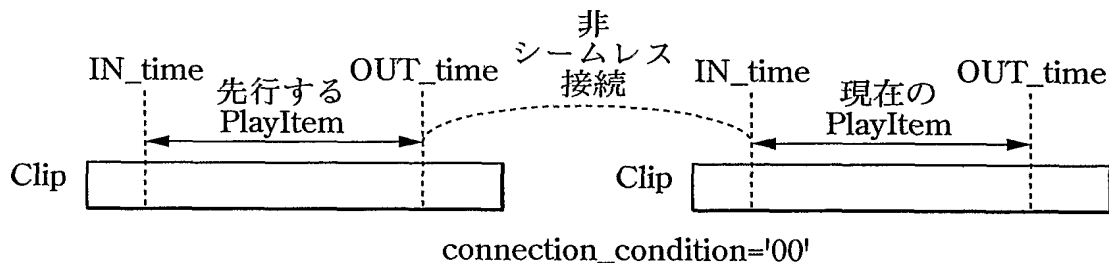 非
シームレス
接続
IN_time
OUT_time
IN_time
OUT_time
先行する
PlayItem
現在の
PlayItem
Clip
Clip
connection_condition='00'